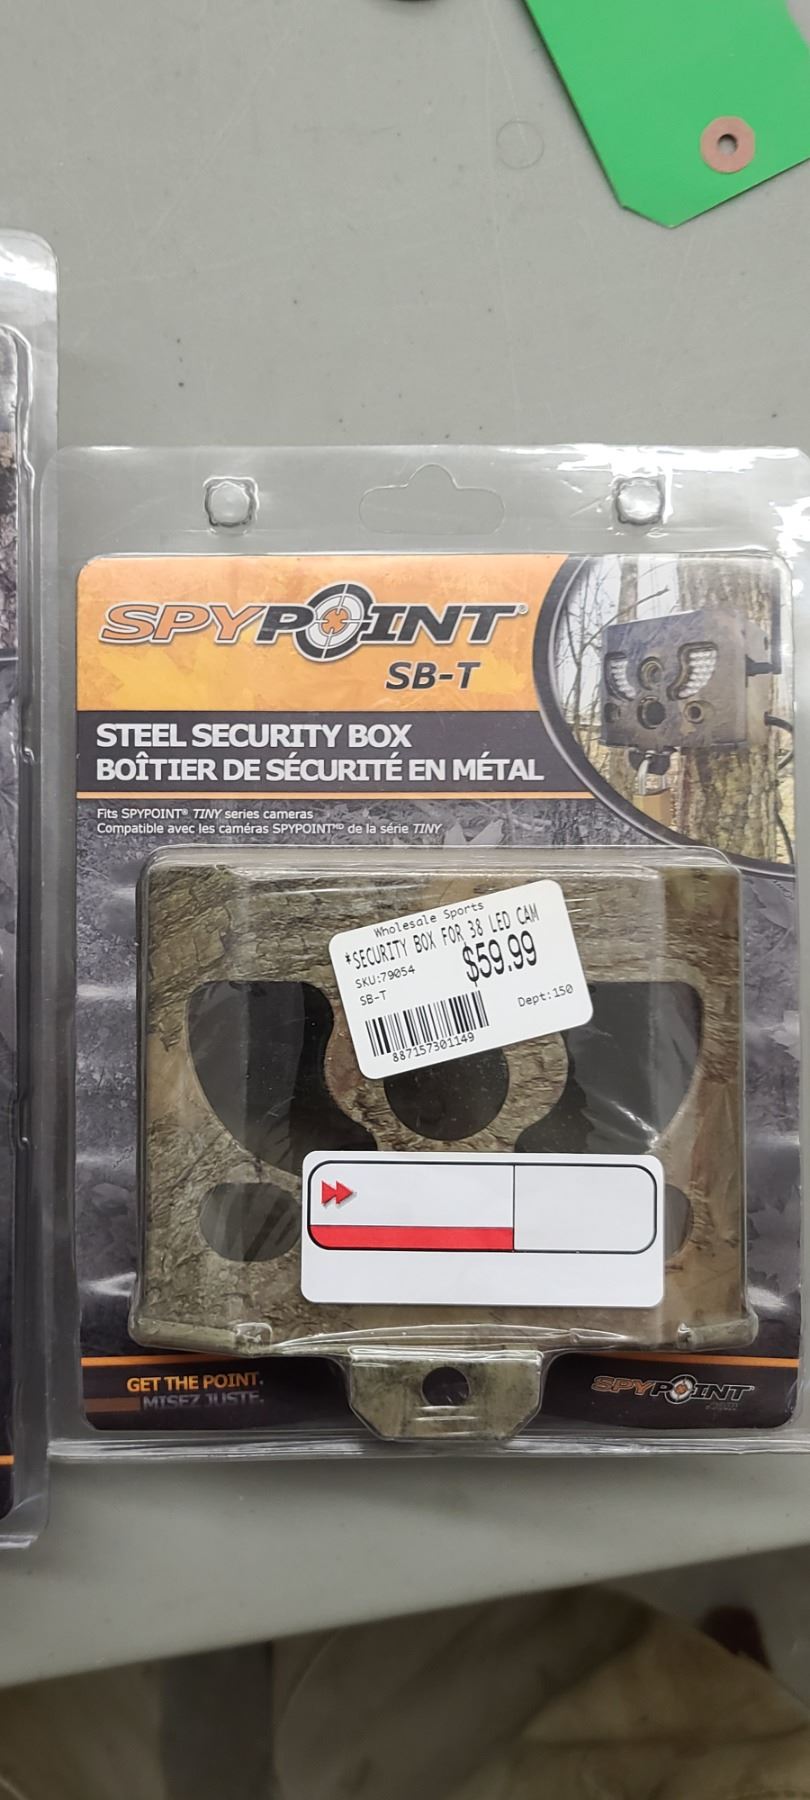 SPYPOINT®
SB-T
STEEL SECURITY BOX
BOÎTIER DE SÉCURITÉ EN MÉTAL
Fits SPYPOINT® TINY series cameras
Compatible avec les caméras SPYPOINT^MD de la série TINY
Wholesale Sports
*SECURITY BOX FOR 38 LED CAM
SKU:79054
$59.99
SB-T
Dept:150
887157301149
GET THE POINT.
MISEZ JUSTE.
SPYPOINT
.com